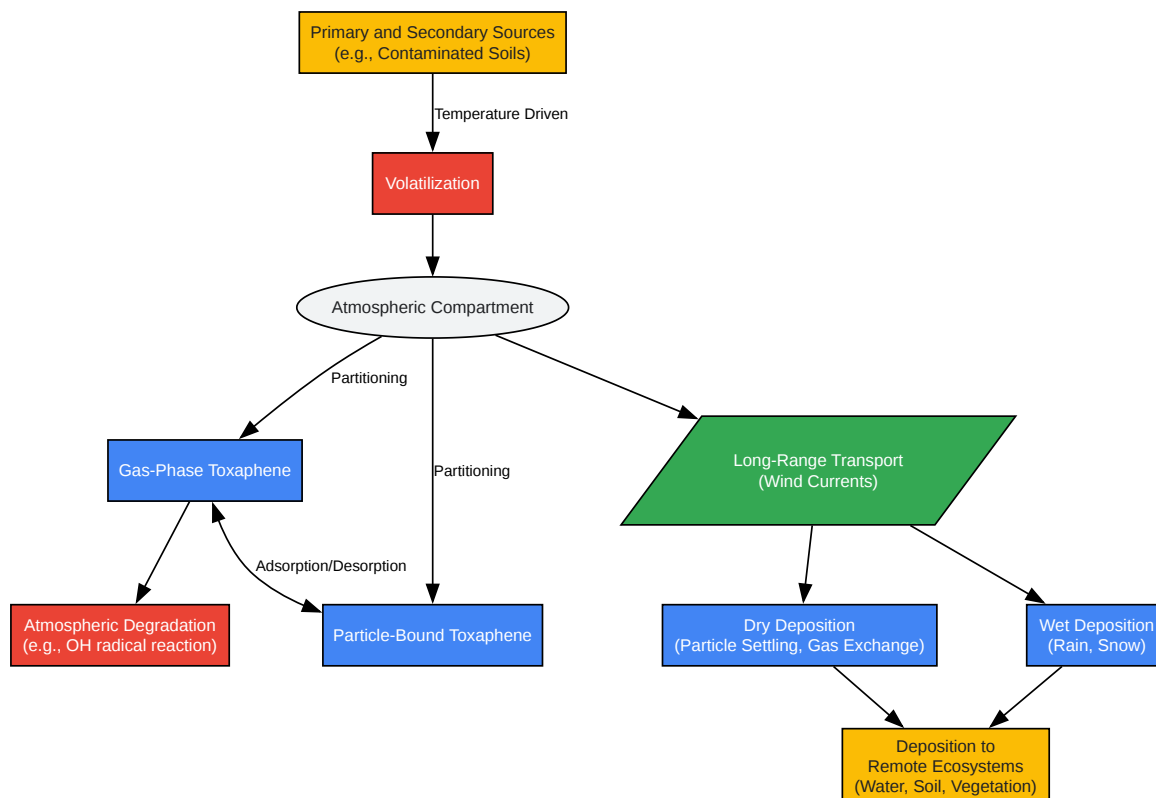 Primary and Secondary Sources
(e.g., Contaminated Soils)
Temperature Driven
Volatilization
Atmospheric Compartment
Partitioning
Gas-Phase Toxaphene
Partitioning
Long-Range Transport
(Wind Currents)
Adsorption/Desorption
Atmospheric Degradation
(e.g., OH radical reaction)
Particle-Bound Toxaphene
Dry Deposition
(Particle Settling, Gas Exchange)
Wet Deposition
(Rain, Snow)
Deposition to
Remote Ecosystems
(Water, Soil, Vegetation)